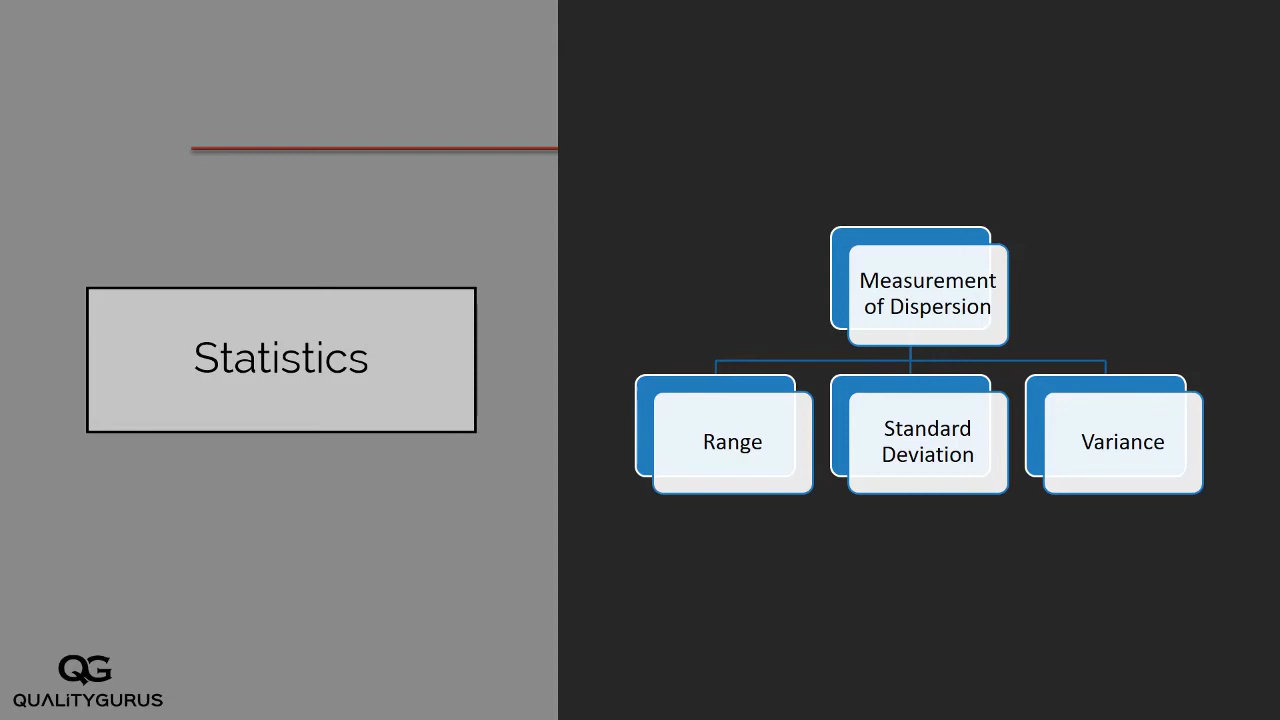 Statistics
Measurement
of Dispersion
Range
Standard
Deviation
Variance
QG
QUALiTYGURUS